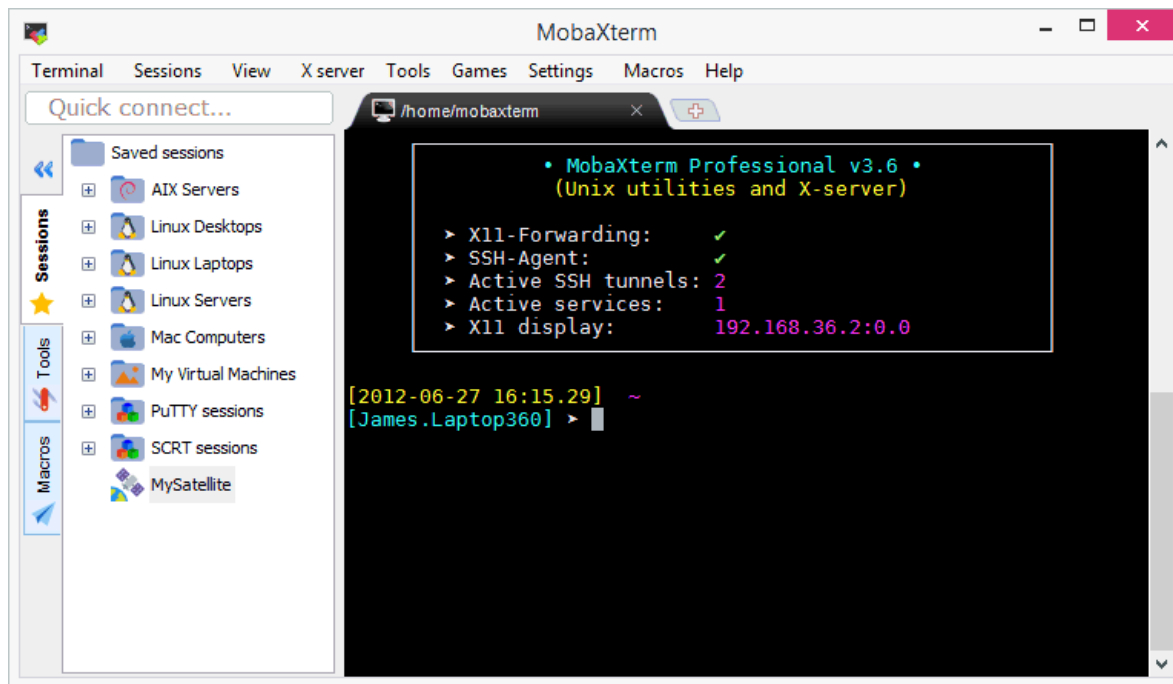 MobaXterm
Terminal Sessions View X server Tools Games Settings Macros Help
Quick connect...
/home/mobaxterm
Sessions
Tools
Macros
Saved sessions
AIX Servers
Linux Desktops
Linux Laptops
Linux Servers
Mac Computers
My Virtual Machines
PuTTY sessions
SCRT sessions
MySatellite
• MobaXterm Professional v3.6 •
(Unix utilities and X-server)
➤ X11-Forwarding: ✔
➤ SSH-Agent: ✔
➤ Active SSH tunnels: 2
➤ Active services: 1
➤ X11 display: 192.168.36.2:0.0
[2012-06-27 16:15.29] ~
[James.Laptop360] ➤